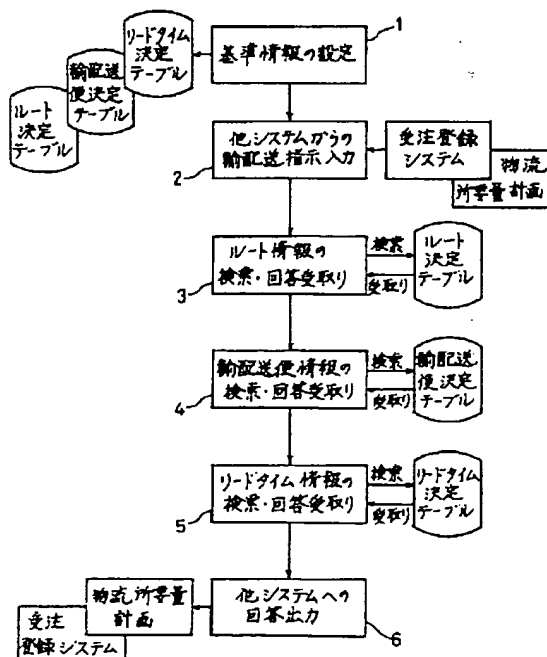 リードタイム
決定
テーブル
輸配送
便決定
テーブル
ルート
決定
テーブル
基準情報の設定
1
他システムからの
輸配送指示入力
2
受注登録
システム
物流
所要量計画
ルート情報の
検索・回答受取り
3
検索
受取り
ルート
決定
テーブル
輸配送便情報の
検索・回答受取り
4
検索
受取り
輸配送
便決定
テーブル
リードタイム情報の
検索・回答受取り
5
検索
受取り
リードタイム
決定
テーブル
他システムへの
回答出力
6
物流所要量
計画
受注
登録システム